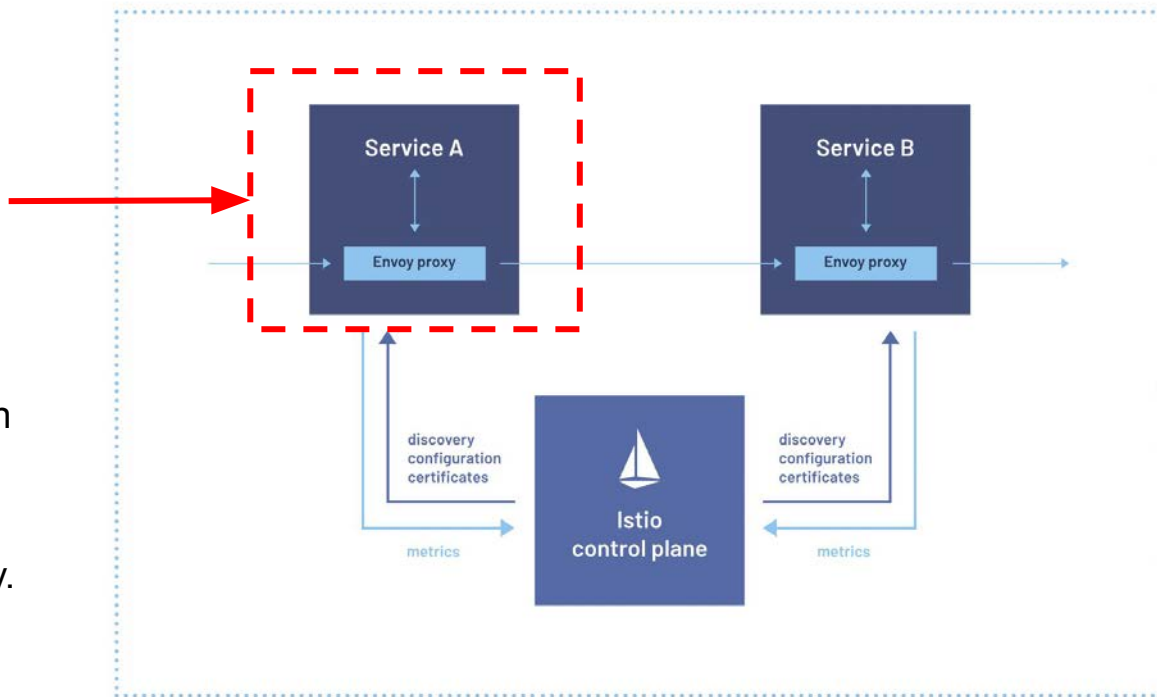 Service A
Envoy proxy
Service B
Envoy proxy
discovery
configuration
certificates
metrics
Istio
control plane
discovery
configuration
certificates
metrics